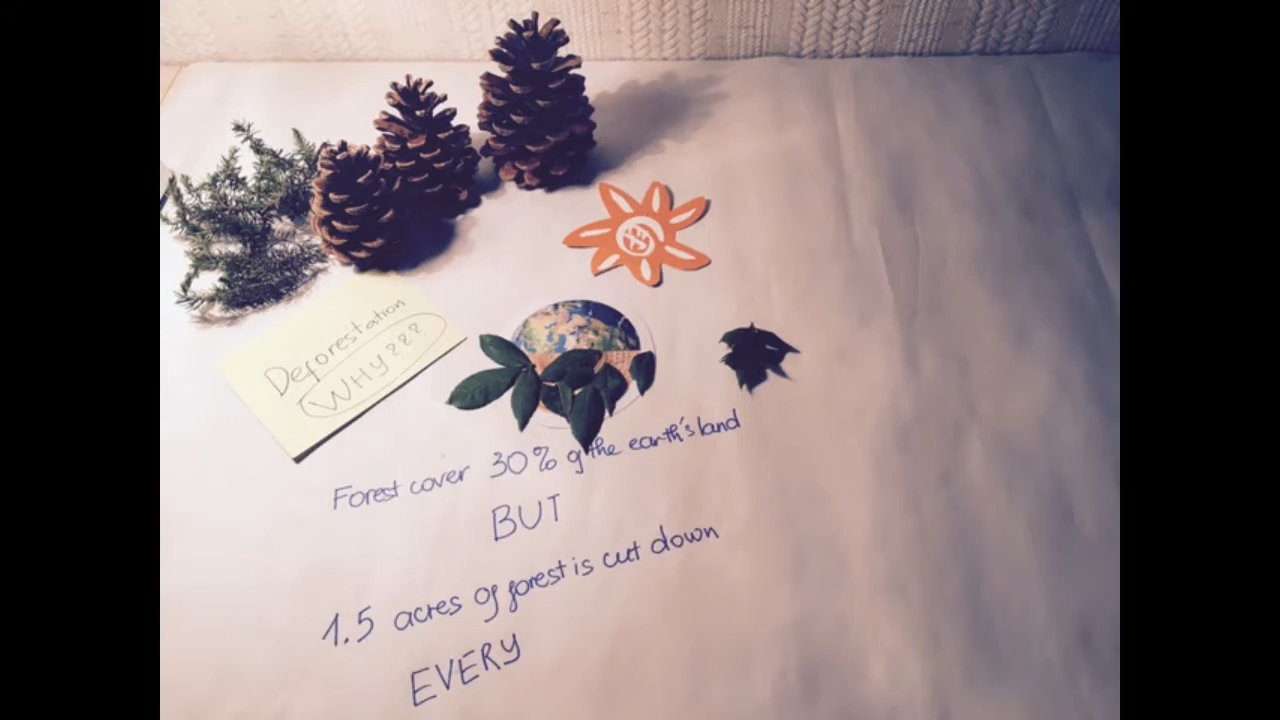 Deforestation
WHY???
Forest cover 30% of the earth's land
BUT
1.5 acres of forest is cut down
EVERY